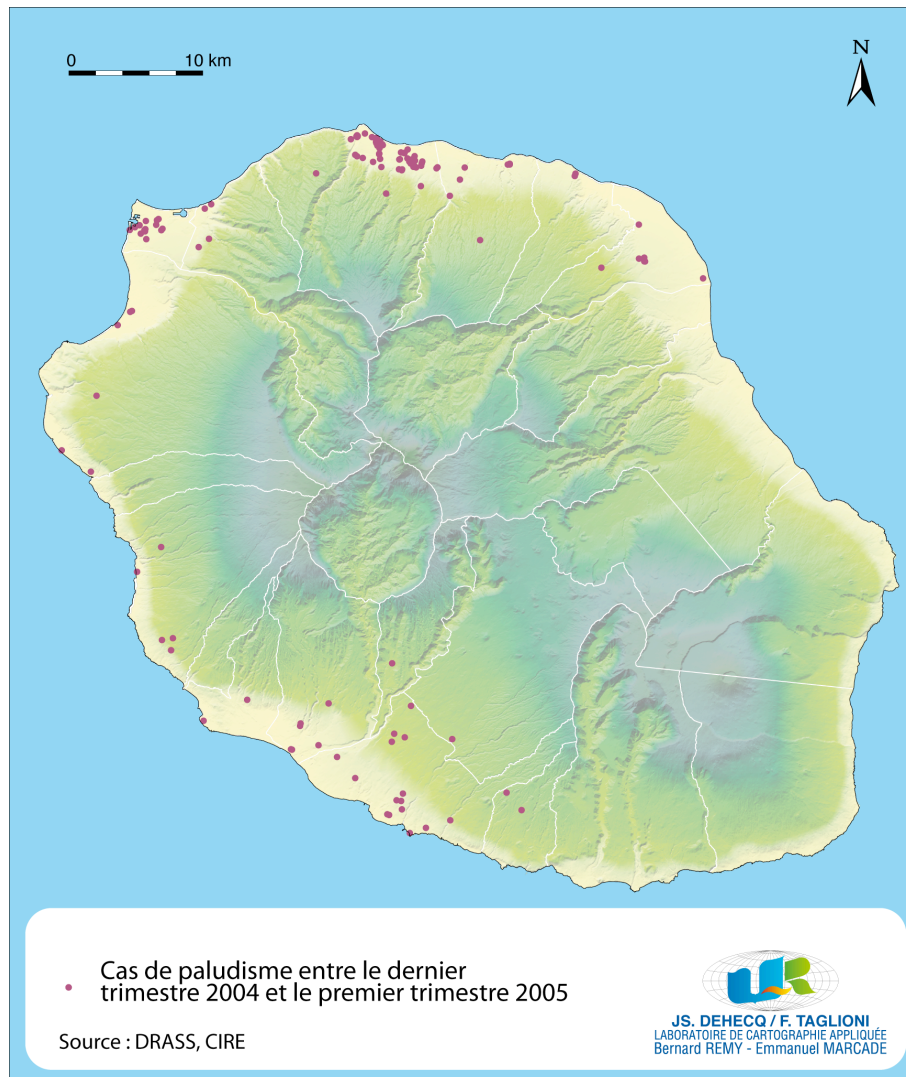 0 10 km
N
Cas de paludisme entre le dernier
trimestre 2004 et le premier trimestre 2005
Source : DRASS, CIRE
UR
JS. DEHECQ / F. TAGLIONI
LABORATOIRE DE CARTOGRAPHIE APPLIQUÉE
Bernard REMY - Emmanuel MARCADE